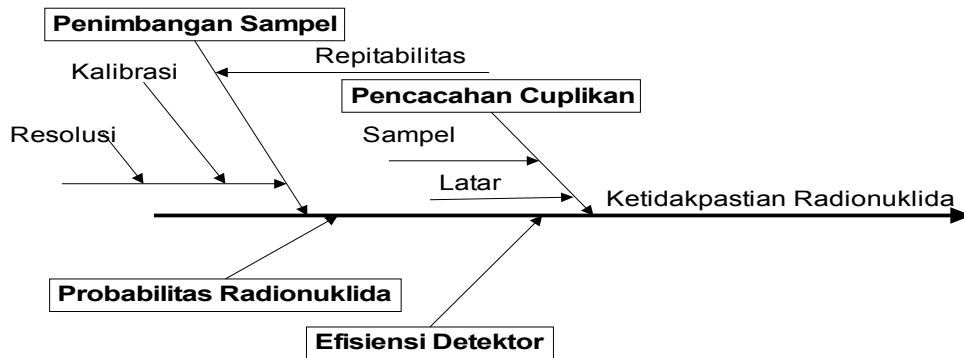 Penimbangan Sampel
Repitabilitas
Kalibrasi
Pencacahan Cuplikan
Resolusi
Sampel
Latar
Ketidakpastian Radionuklida
Probabilitas Radionuklida
Efisiensi Detektor